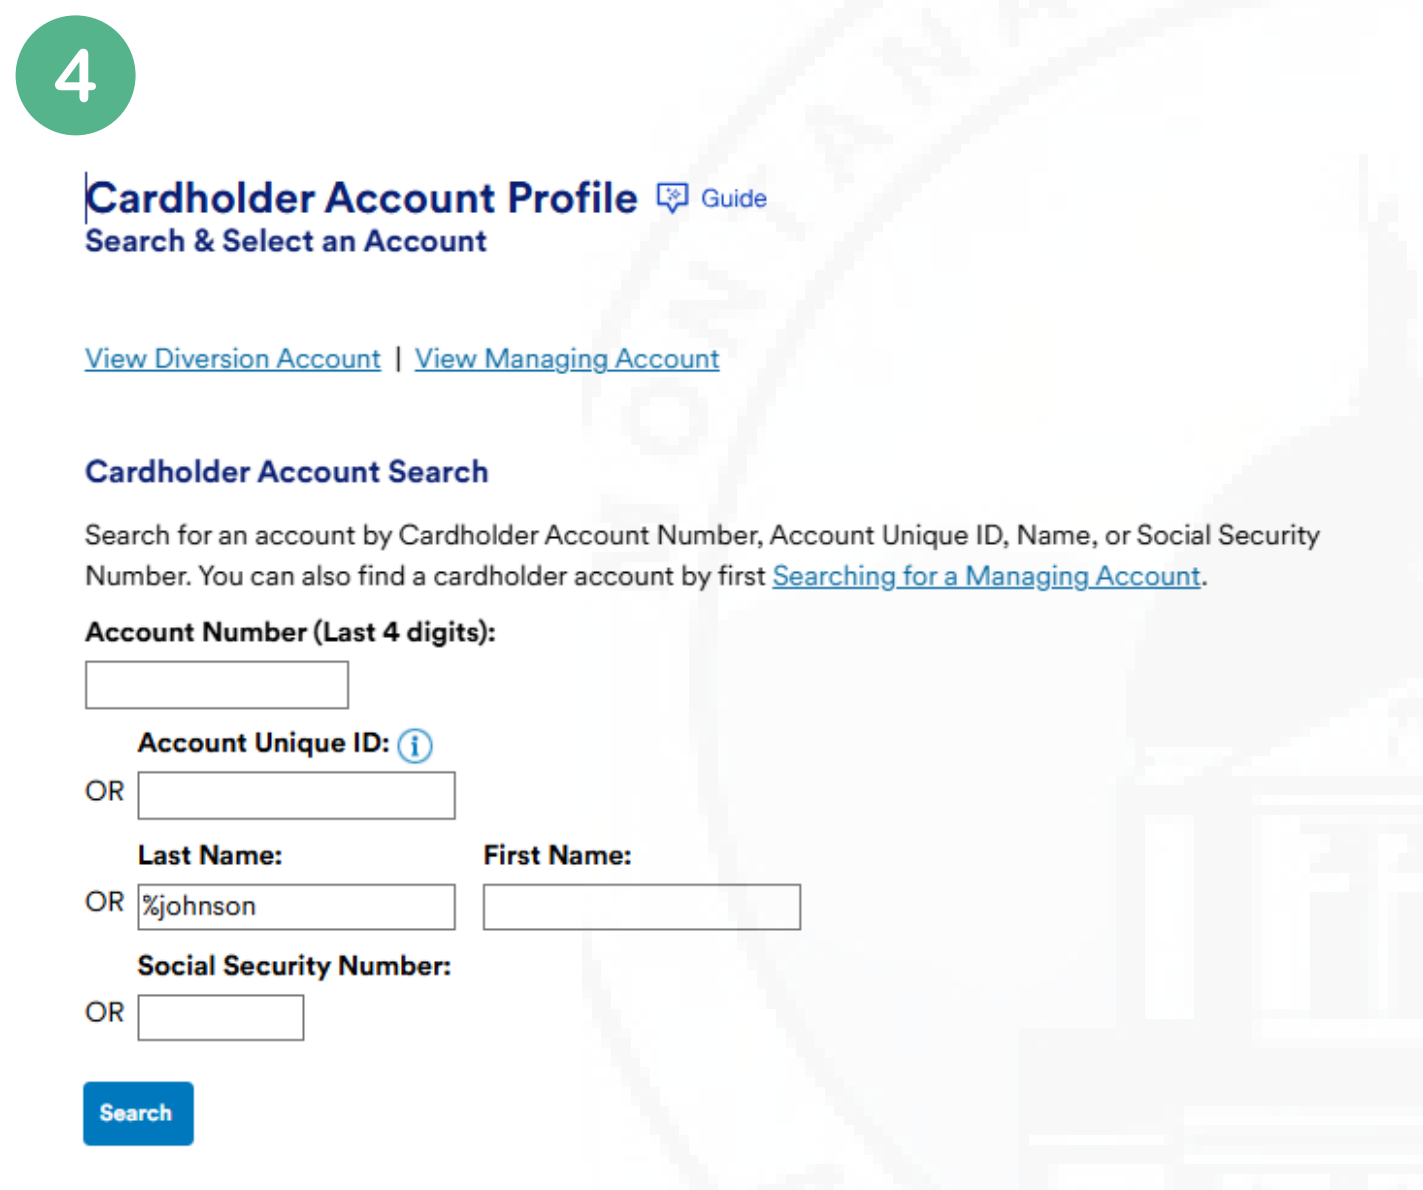 4
Cardholder Account Profile Guide
Search & Select an Account
View Diversion Account | View Managing Account
Cardholder Account Search
Search for an account by Cardholder Account Number, Account Unique ID, Name, or Social Security
Number. You can also find a cardholder account by first Searching for a Managing Account.
Account Number (Last 4 digits):
Account Unique ID: i
OR
Last Name: First Name:
OR %johnson
Social Security Number:
OR
Search
MONTANA